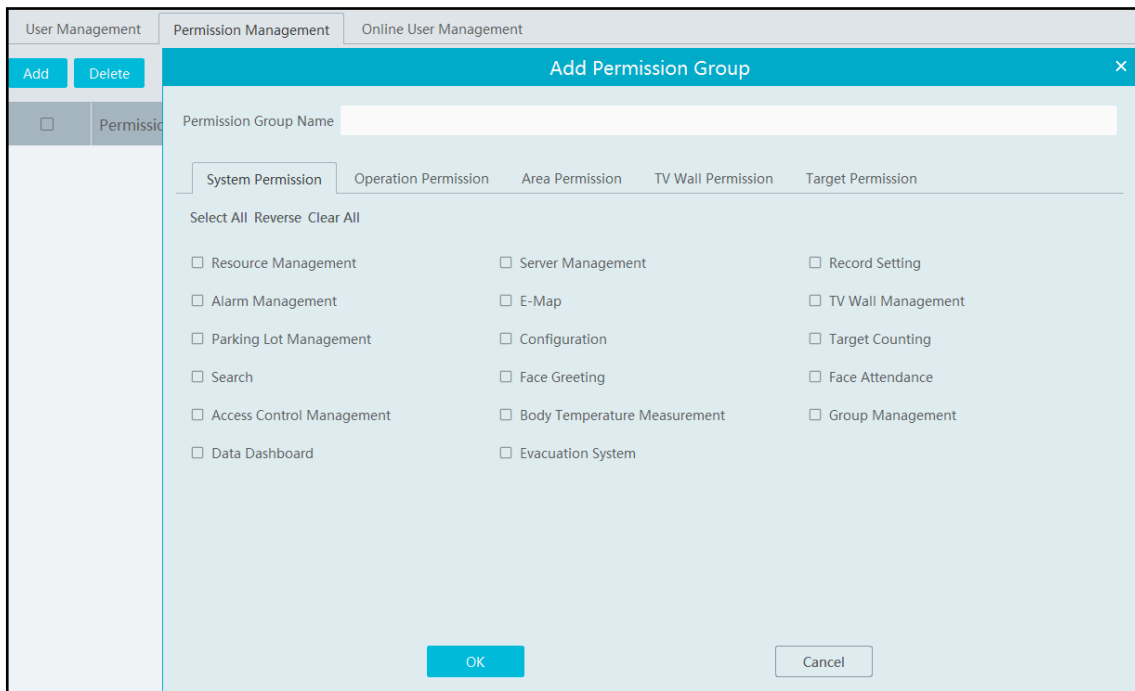 User Management Permission Management Online User Management
Add Delete Add Permission Group ×
Permission Group Name
System Permission Operation Permission Area Permission TV Wall Permission Target Permission
Select All Reverse Clear All
Resource Management Server Management Record Setting
Alarm Management E-Map TV Wall Management
Parking Lot Management Configuration Target Counting
Search Face Greeting Face Attendance
Access Control Management Body Temperature Measurement Group Management
Data Dashboard Evacuation System
OK Cancel